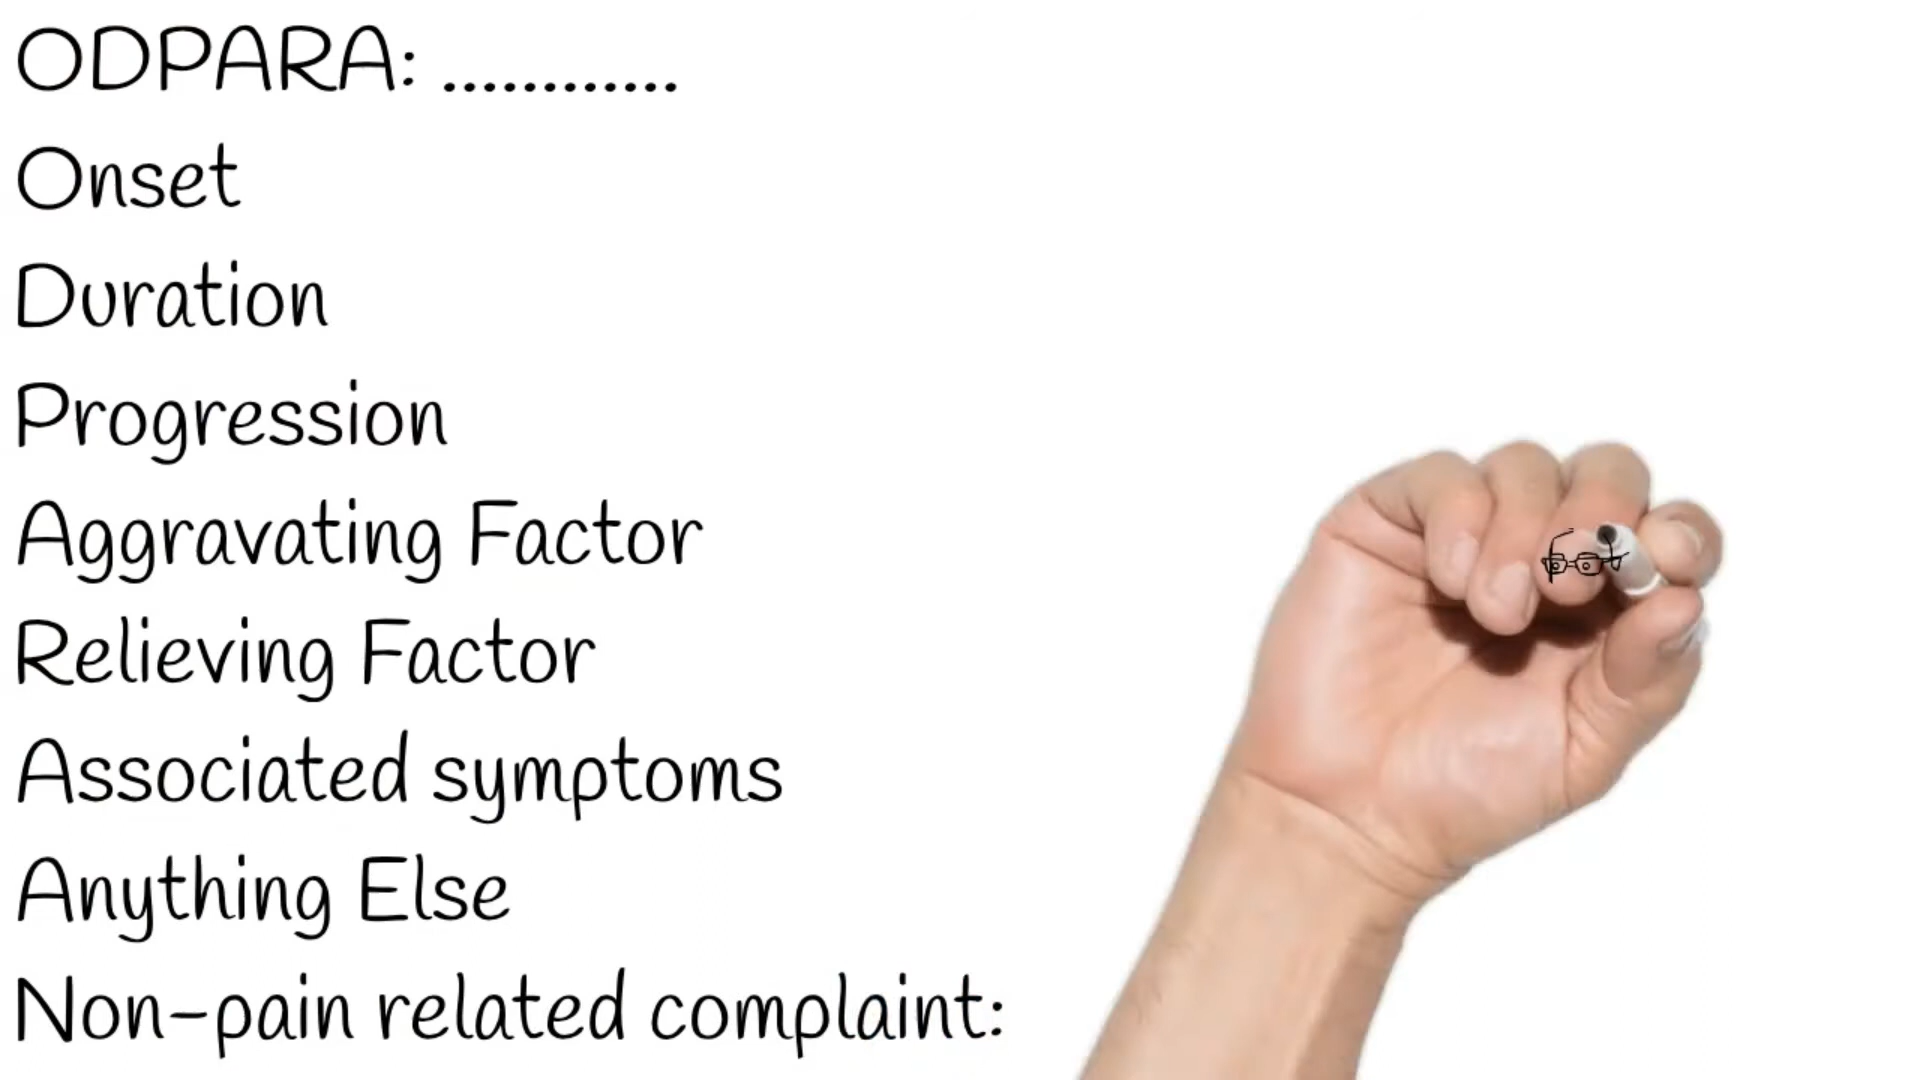 ODPARA: ............
Onset
Duration
Progression
Aggravating Factor
Relieving Factor
Associated symptoms
Anything Else
Non-pain related complaint: